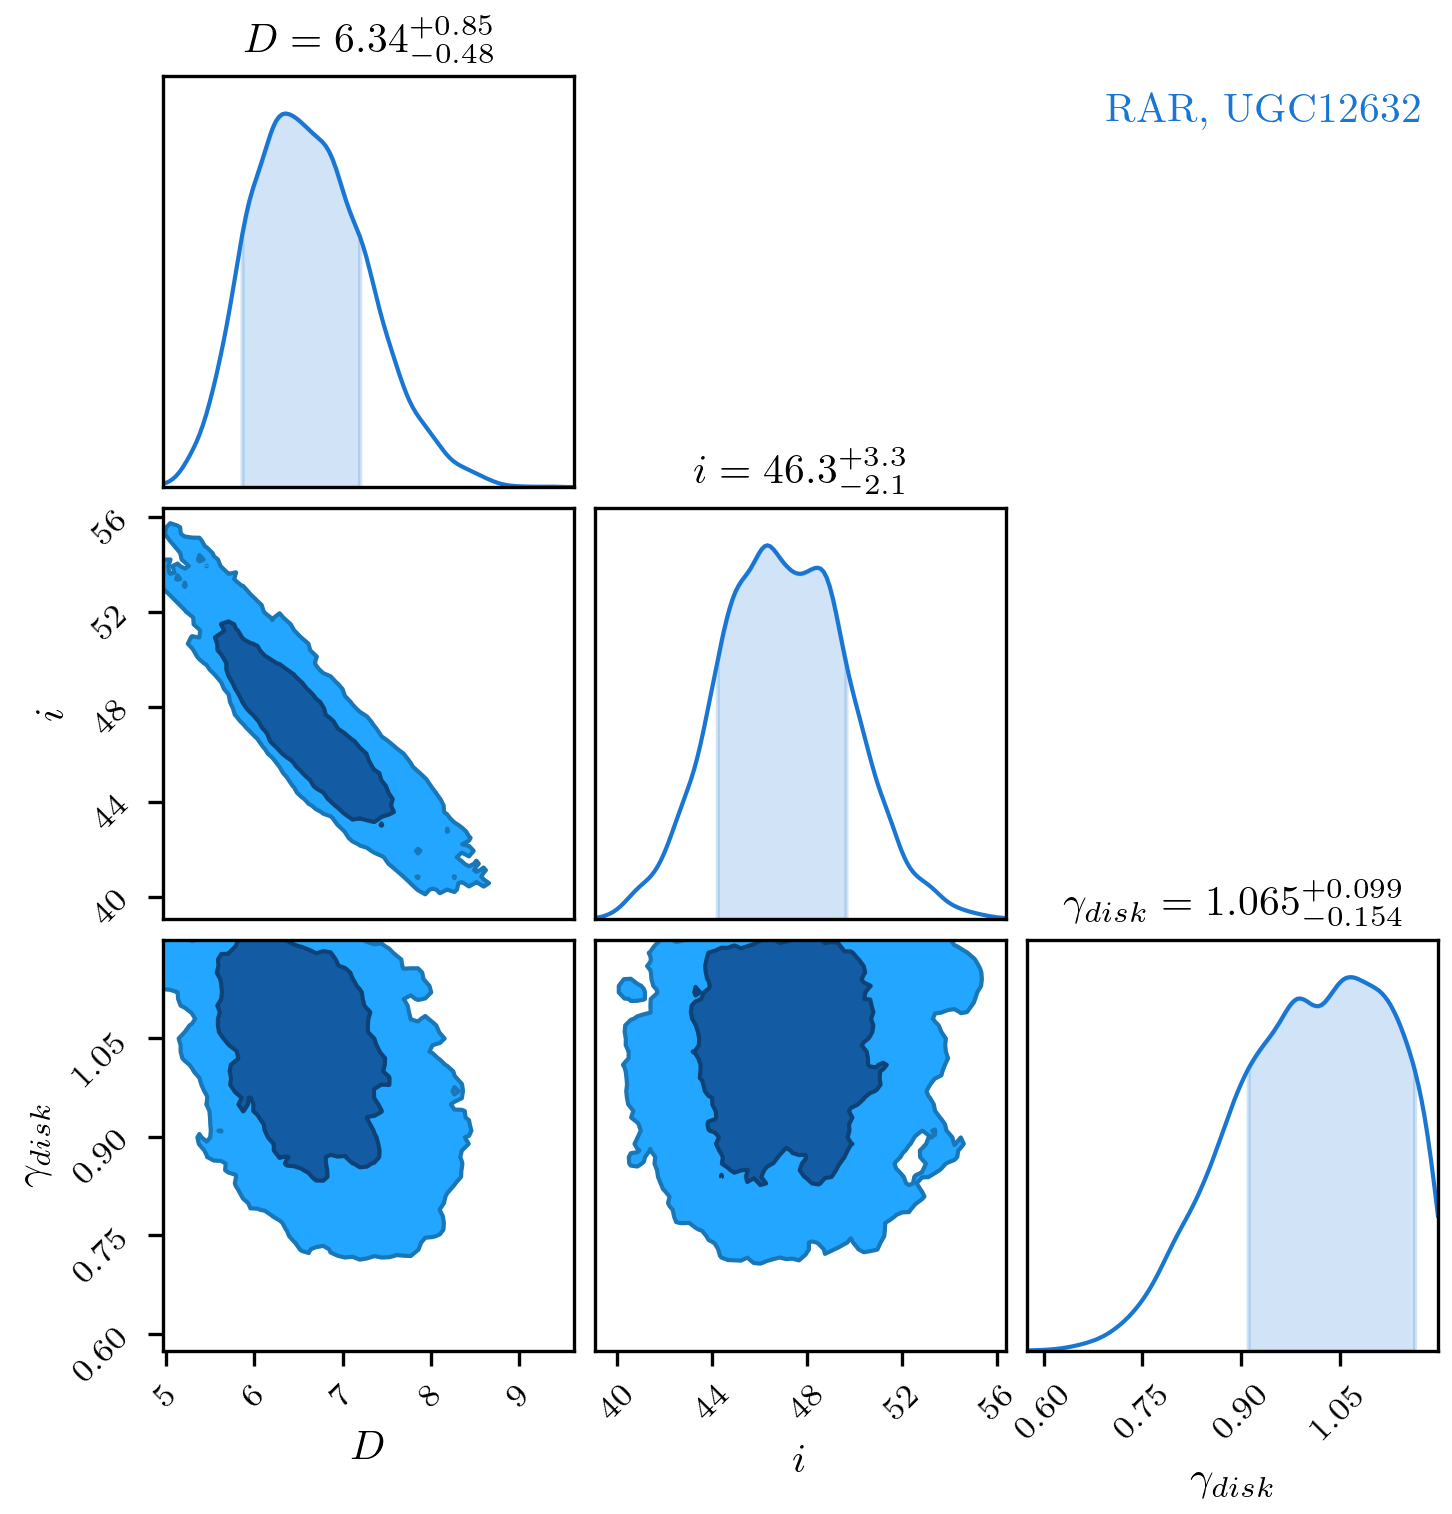 D = 6.34^{+0.85}_{-0.48}
RAR, UGC12632
i = 46.3^{+3.3}_{-2.1}
56
52
48
44
40
i
γ_{disk} = 1.065^{+0.099}_{-0.154}
1.05
0.90
0.75
0.60
γ_{disk}
5 6 7 8 9
40 44 48 52 56
0.60 0.75 0.90 1.05
D
i
γ_{disk}